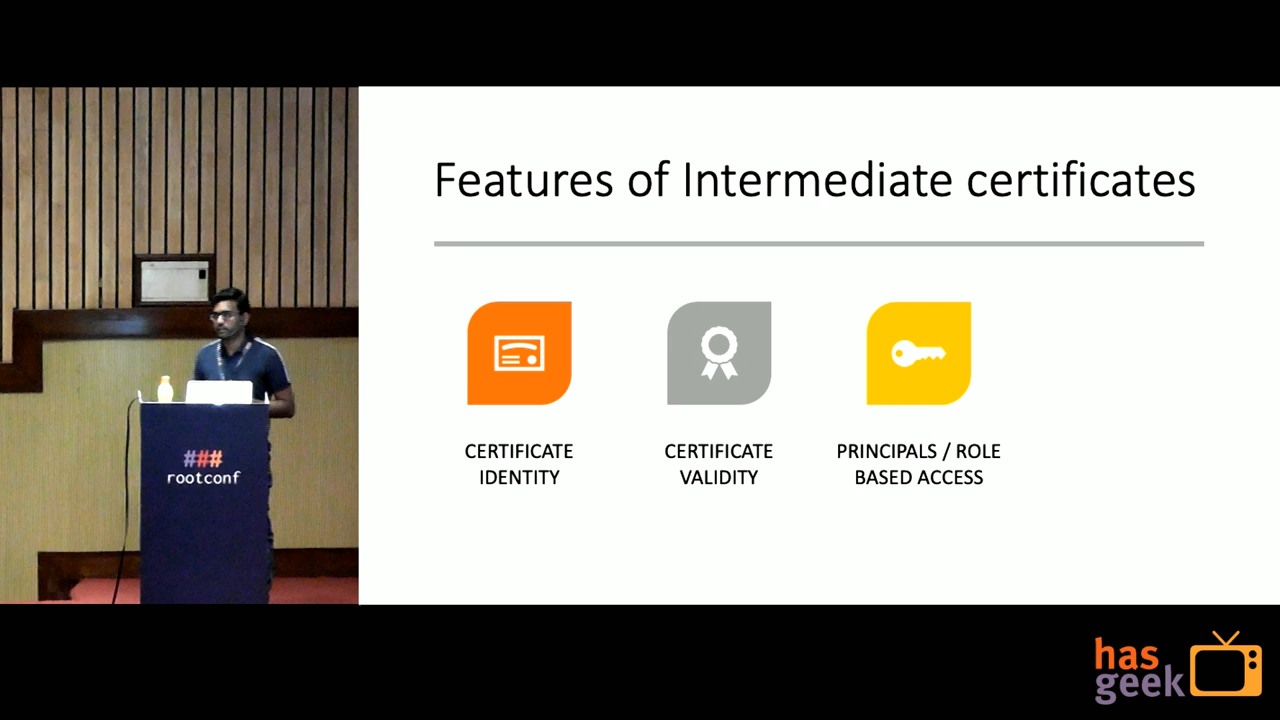 Features of Intermediate certificates
CERTIFICATE
IDENTITY
CERTIFICATE
VALIDITY
PRINCIPALS / ROLE
BASED ACCESS
###
rootconf
has
geek